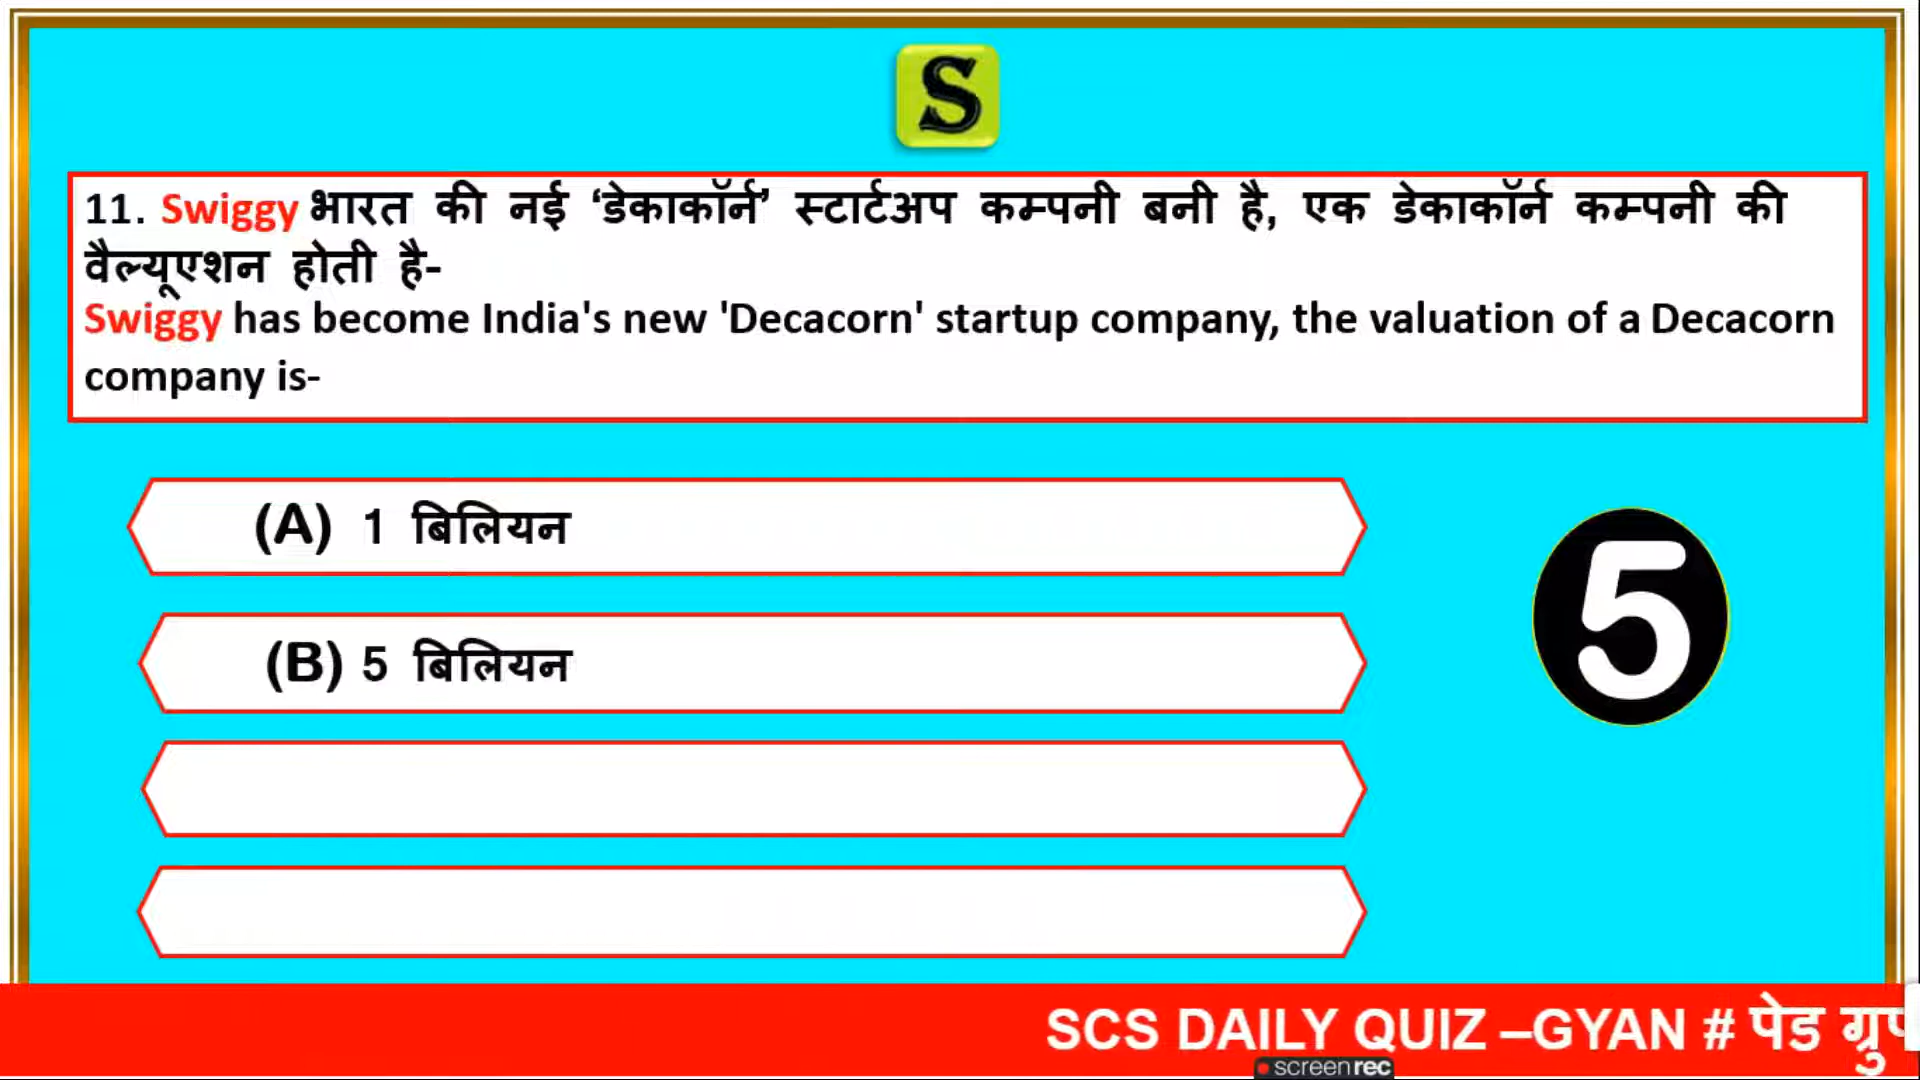 S
11. Swiggy भारत की नई ‘डेकाकॉर्न’ स्टार्टअप कम्पनी बनी है, एक डेकाकॉर्न कम्पनी की
वैल्यूएशन होती है-
Swiggy has become India's new 'Decacorn' startup company, the valuation of a Decacorn
company is-
(A) 1 बिलियन
(B) 5 बिलियन
5
SCS DAILY QUIZ –GYAN # पेड ग्रुप
screenrec